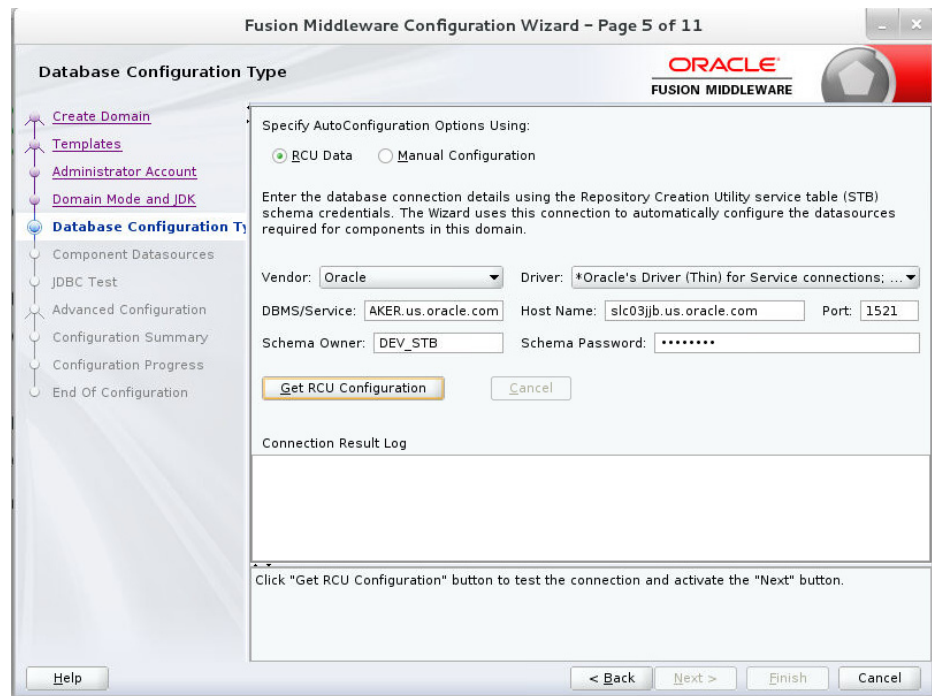 Fusion Middleware Configuration Wizard – Page 5 of 11
Database Configuration Type
ORACLE
FUSION MIDDLEWARE
Create Domain
Templates
Administrator Account
Domain Mode and JDK
Database Configuration Ty
Component Datasources
JDBC Test
Advanced Configuration
Configuration Summary
Configuration Progress
End Of Configuration
Specify AutoConfiguration Options Using:
RCU Data Manual Configuration
Enter the database connection details using the Repository Creation Utility service table (STB)
schema credentials. The Wizard uses this connection to automatically configure the datasources
required for components in this domain.
Vendor: Oracle Driver: *Oracle's Driver (Thin) for Service connections; ...
DBMS/Service: AKER.us.oracle.com Host Name: slc03jjb.us.oracle.com Port: 1521
Schema Owner: DEV_STB Schema Password: ••••••••
Get RCU Configuration Cancel
Connection Result Log
Click "Get RCU Configuration" button to test the connection and activate the "Next" button.
Help < Back Next > Finish Cancel